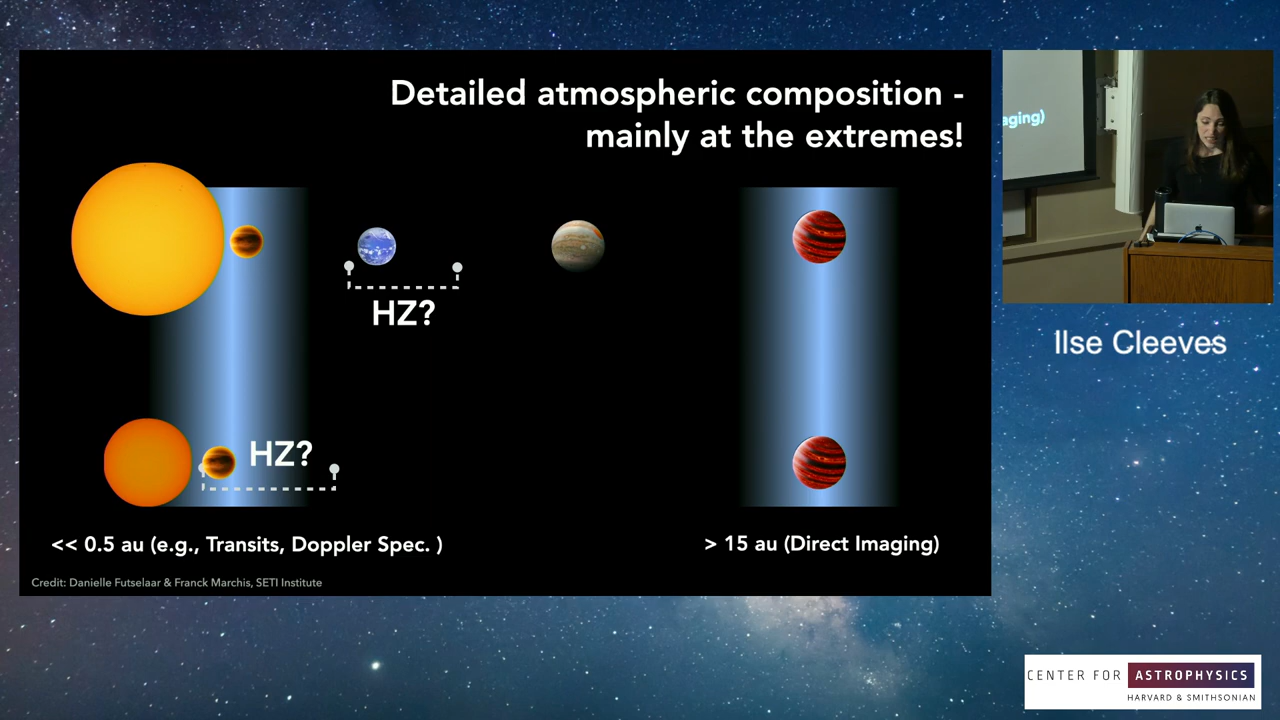 Detailed atmospheric composition -
mainly at the extremes!
HZ?
HZ?
<< 0.5 au (e.g., Transits, Doppler Spec. )
> 15 au (Direct Imaging)
Credit: Danielle Futselaar & Franck Marchis, SETI Institute
aging)
Ilse Cleeves
CENTER FOR ASTROPHYSICS
HARVARD & SMITHSONIAN